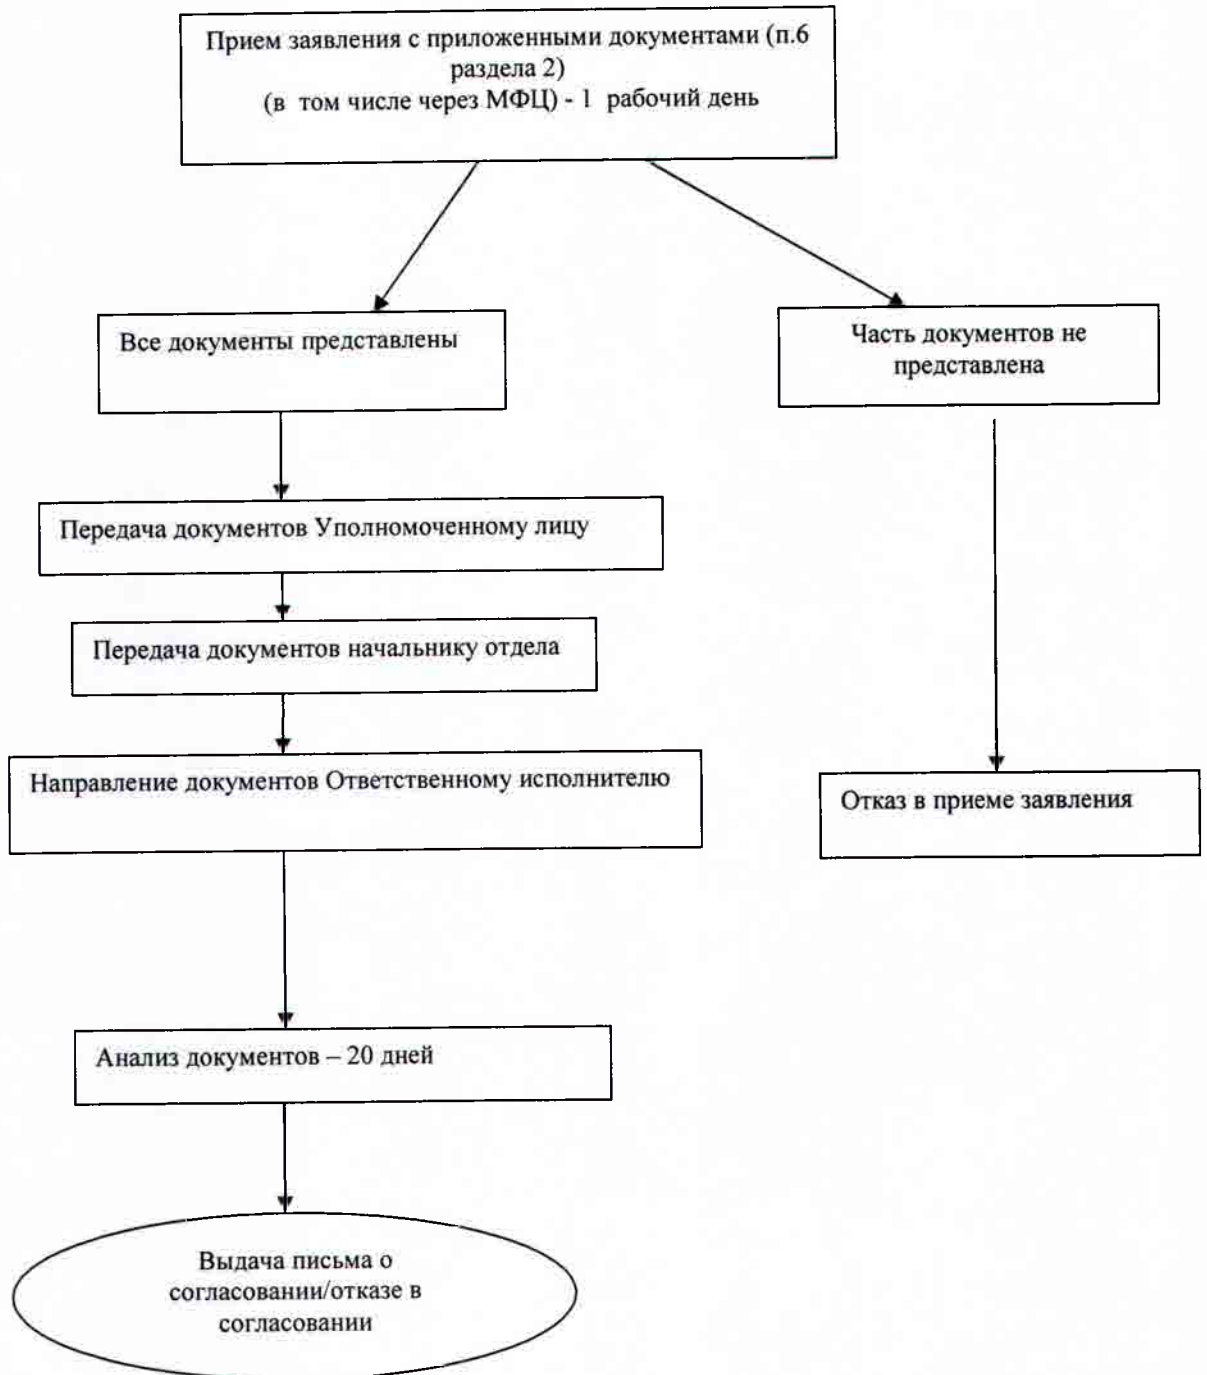 Прием заявления с приложенными документами (п.6
раздела 2)
(в том числе через МФЦ) - 1 рабочий день
Все документы представлены
Часть документов не
представлена
Передача документов Уполномоченному лицу
Передача документов начальнику отдела
Направление документов Ответственному исполнителю
Отказ в приеме заявления
Анализ документов – 20 дней
Выдача письма о
согласовании/отказе в
согласовании